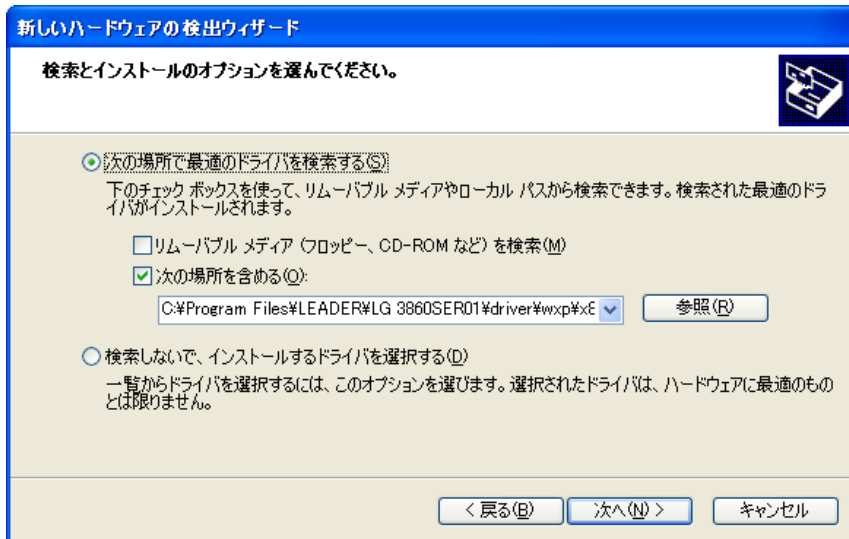 新しいハードウェアの検出ウィザード
検索とインストールのオプションを選んでください。
次の場所で最適のドライバを検索する(S)
下のチェック ボックスを使って、リムーバブル メディアやローカル パスから検索できます。検索された最適のドラ
イバがインストールされます。
リムーバブル メディア (フロッピー、CD-ROM など) を検索(M)
次の場所を含める(O):
C:¥Program Files¥LEADER¥LG 3860SER01¥driver¥wxp¥x8
参照(R)
検索しないで、インストールするドライバを選択する(D)
一覧からドライバを選択するには、このオプションを選びます。選択されたドライバは、ハードウェアに最適のもの
とは限りません。
< 戻る(B)
次へ(N) >
キャンセル